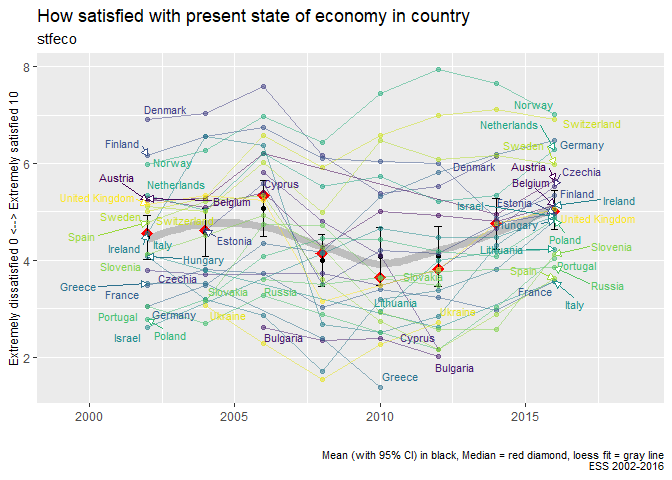 How satisfied with present state of economy in country
stfeco
Extremely dissatisfied 0 -- Extremely satisfied 10
8
6
4
2
Denmark
Finland
Norway
Austria
Netherlands
United Kingdom
Belgium
Cyprus
Sweden
Switzerland
Spain
Ireland
Italy
Estonia
Slovenia
Hungary
Greece
Czechia
France
Slovakia
Russia
Portugal
Germany
Ukraine
Israel
Poland
Bulgaria
Slovakia
Lithuania
Cyprus
Greece
Ukraine
Bulgaria
Norway
Netherlands
Switzerland
Sweden
Germany
Denmark
Austria
Czechia
Belgium
Finland
Israel
Estonia
Ireland
Hungary
United Kingdom
Lithuania
Poland
Slovenia
Spain
Portugal
Russia
France
Italy
2000
2005
2010
2015
Mean (with 95% CI) in black, Median = red diamond, loess fit = gray line
ESS 2002-2016